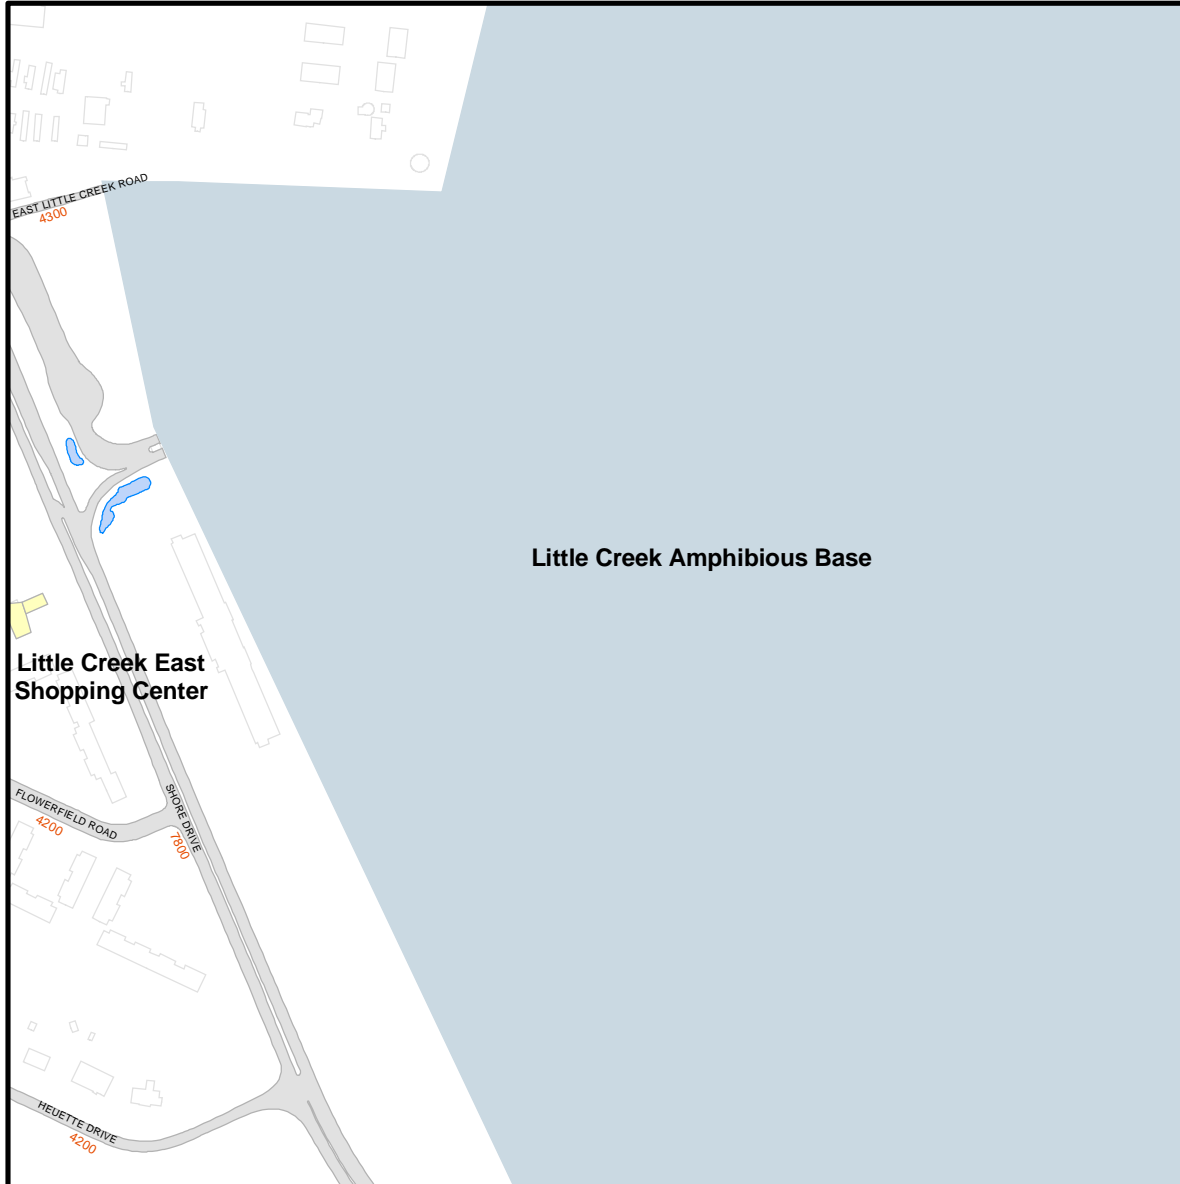 EAST LITTLE CREEK ROAD
4300
Little Creek Amphibious Base
Little Creek East
Shopping Center
SHORE DRIVE
7800
FLOWERFIELD ROAD
4200
HEUETTE DRIVE
4200